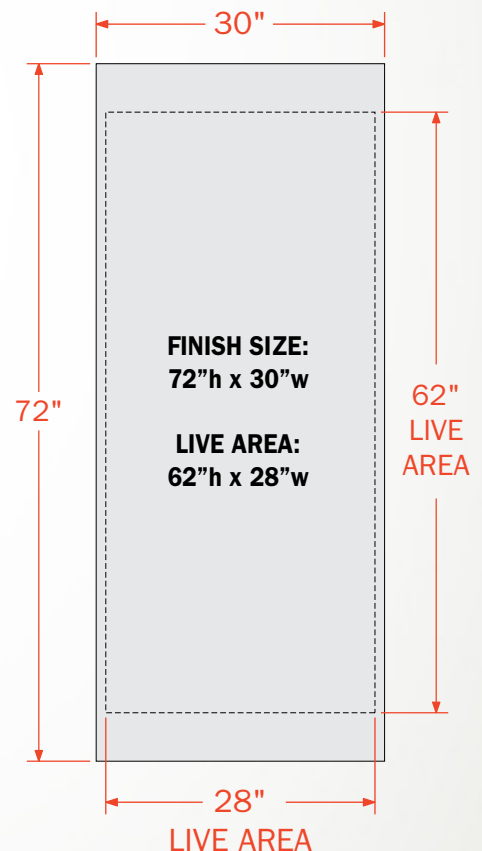 30"
72"
FINISH SIZE:
72”h x 30”w
LIVE AREA:
62”h x 28”w
62"
LIVE
AREA
28"
LIVE AREA